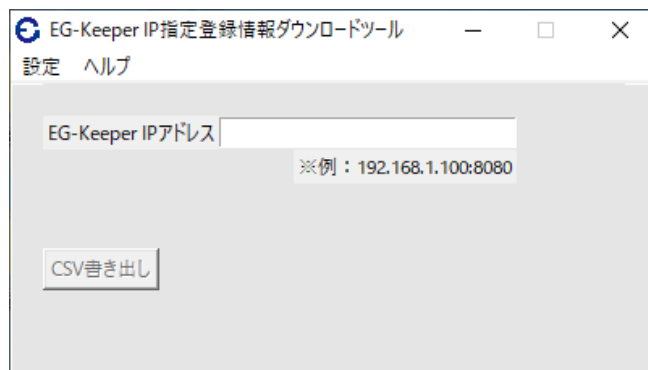 EG-Keeper IP指定登録情報ダウンロードツール
設定 ヘルプ
EG-Keeper IPアドレス
※例：192.168.1.100:8080
CSV書き出し